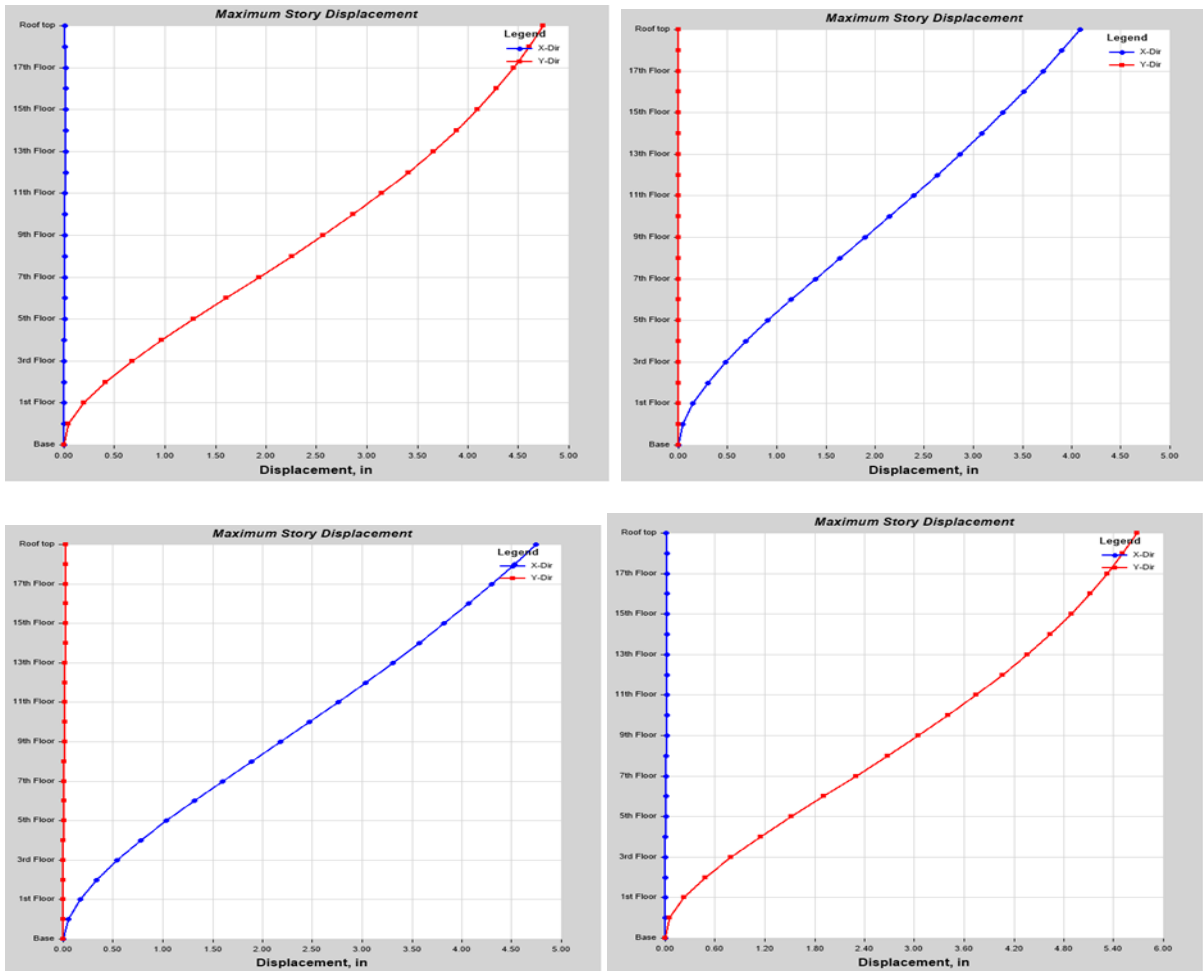 Maximum Story Displacement
Roof top
Legend
X-Dir
Y-Dir
17th Floor
15th Floor
13th Floor
11th Floor
9th Floor
7th Floor
5th Floor
3rd Floor
1st Floor
Base
0.00 0.50 1.00 1.50 2.00 2.50 3.00 3.50 4.00 4.50 5.00
Displacement, in
Maximum Story Displacement
Roof top
Legend
X-Dir
Y-Dir
17th Floor
15th Floor
13th Floor
11th Floor
9th Floor
7th Floor
5th Floor
3rd Floor
1st Floor
Base
0.00 0.50 1.00 1.50 2.00 2.50 3.00 3.50 4.00 4.50 5.00
Displacement, in
Maximum Story Displacement
Roof top
Legend
X-Dir
Y-Dir
17th Floor
15th Floor
13th Floor
11th Floor
9th Floor
7th Floor
5th Floor
3rd Floor
1st Floor
Base
0.00 0.50 1.00 1.50 2.00 2.50 3.00 3.50 4.00 4.50 5.00
Displacement, in
Maximum Story Displacement
Roof top
Legend
X-Dir
Y-Dir
17th Floor
15th Floor
13th Floor
11th Floor
9th Floor
7th Floor
5th Floor
3rd Floor
1st Floor
Base
0.00 0.60 1.20 1.80 2.40 3.00 3.60 4.20 4.80 5.40 6.00
Displacement, in